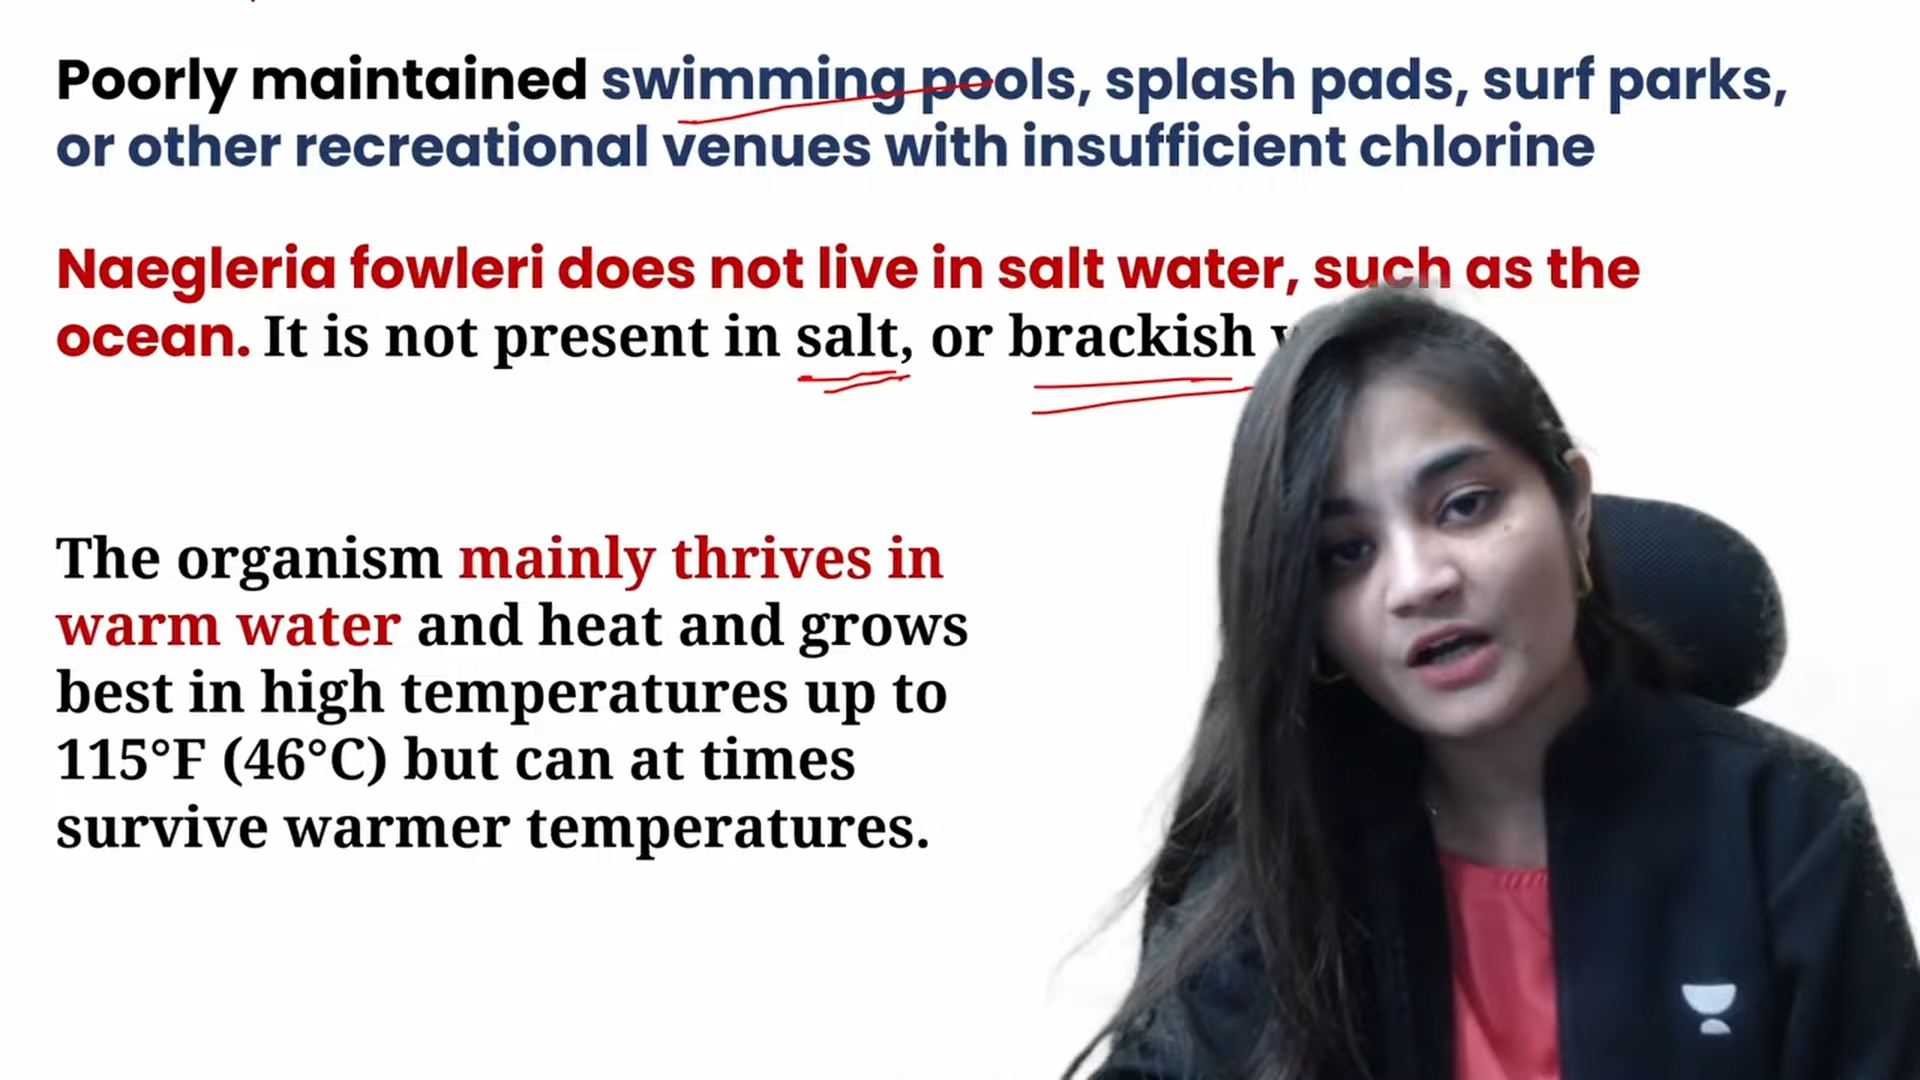 Poorly maintained swimming pools, splash pads, surf parks,
or other recreational venues with insufficient chlorine
Naegleria fowleri does not live in salt water, such as the
ocean. It is not present in salt, or brackish
The organism mainly thrives in
warm water and heat and grows
best in high temperatures up to
115°F (46°C) but can at times
survive warmer temperatures.